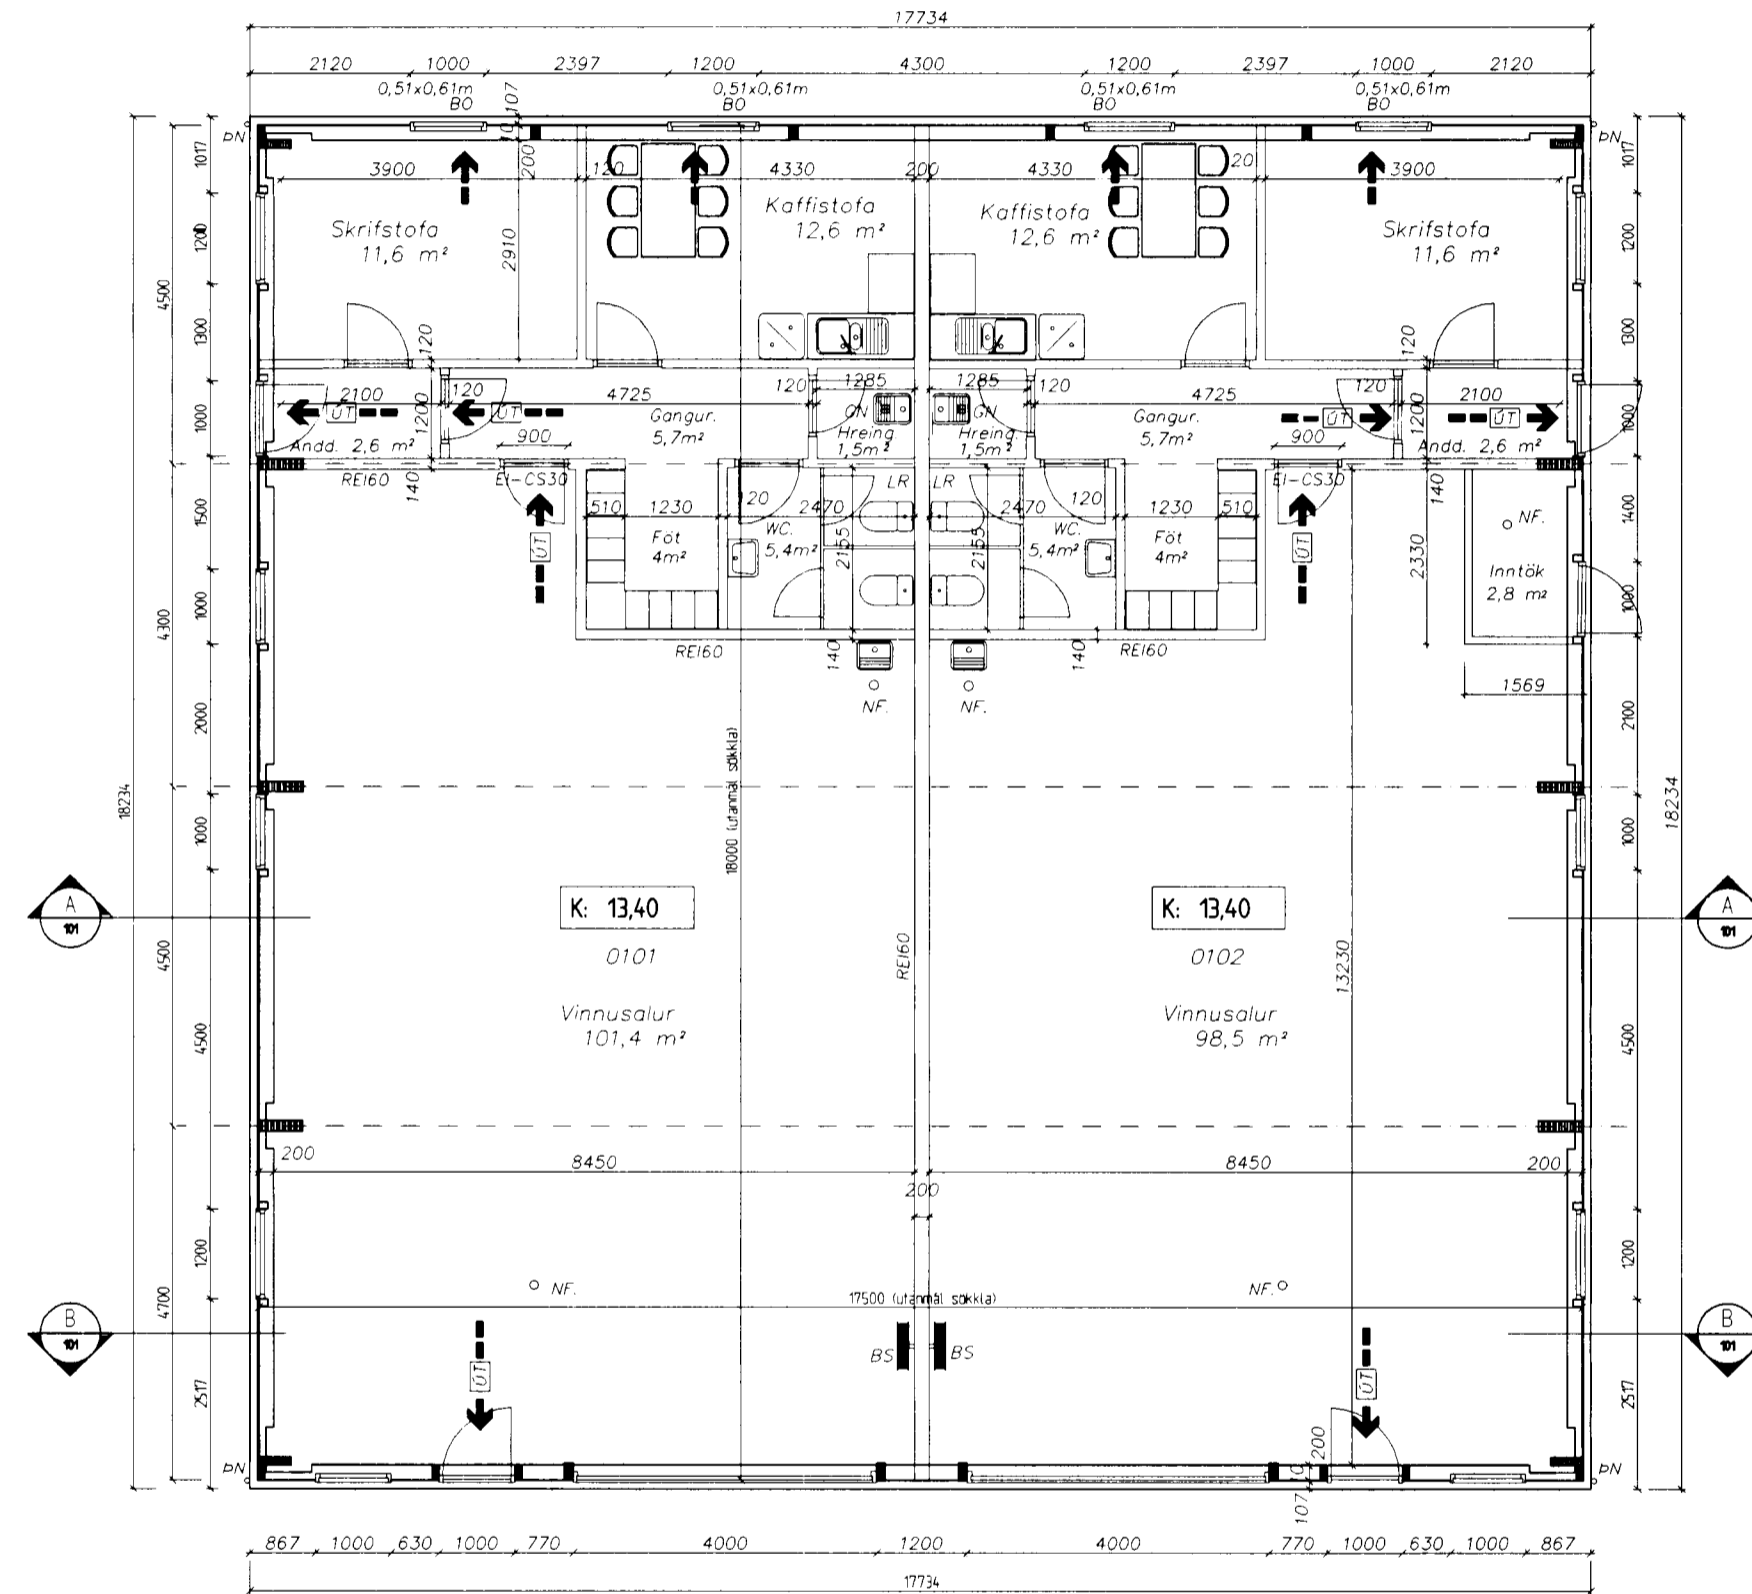 17734
2120 1000 2397 1200 4300 1200 2397 1000 2120
0,51x0,61m 0,51x0,61m 0,51x0,61m 0,51x0,61m
BO BO BO BO
107
ÞN ÞN
1017 200 1017
3900 120 4330 200 4330 20 3900
Skrifstofa Kaffistofa Kaffistofa Skrifstofa
11,6 m² 12,6 m² 12,6 m² 11,6 m²
1200 2910 1200
4500 1300 120 120 1300
2100 120 4725 120 1285 1285 120 4725 120 2100
1000 ÚT 1200 ÚT Gangur. GN GN Gangur. ÚT 1200 ÚT 1000
5,7m² Hreing. Hreing. 5,7m²
900 1,5m² 1,5m² 900
Andd. 2,6 m² Andd. 2,6 m²
REI60 140 EI-CS30 LR LR EI-CS30 140
1500 510 1230 120 2470 2470 120 1230 510 1400
ÚT Föt WC. WC. Föt ÚT NF.
4m² 5,4m² 2155 2155 5,4m² 4m² 2330
4300 1000 Inntök 1000
2,8 m²
REI60 140 140 REI60
NF. NF. 1569
2000 2100
18000 (utanmál sökkla)
18234 1000 1000 18234
A K: 13,40 K: 13,40 A
101 101
4500 0101 REI60 0102 13230
Vinnusalur Vinnusalur
4500 101,4 m² 98,5 m² 4500
200 8450 8450 200
200
1200 NF. NF. 1200
4700 17500 (utanmál sökkla)
B B
101 101
BS BS
2517 ÚT ÚT 2517
200
ÞN ÞN
107
867 1000 630 1000 770 4000 1200 4000 770 1000 630 1000 867
17734